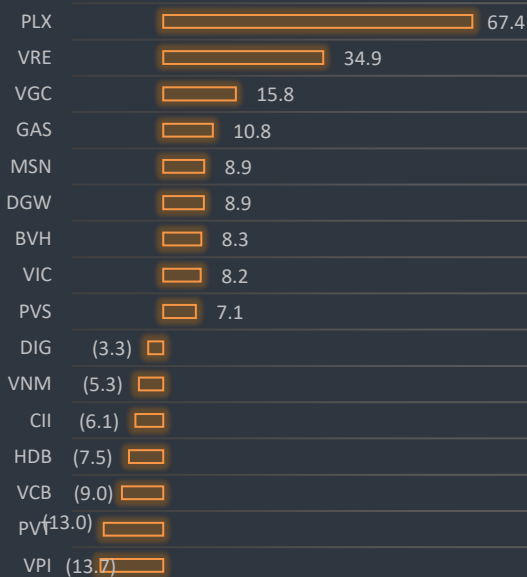 PLX 67.4
VRE 34.9
VGC 15.8
GAS 10.8
MSN 8.9
DGW 8.9
BVH 8.3
VIC 8.2
PVS 7.1
DIG (3.3)
VNM (5.3)
CII (6.1)
HDB (7.5)
VCB (9.0)
PVT (13.0)
VPI (13.7)